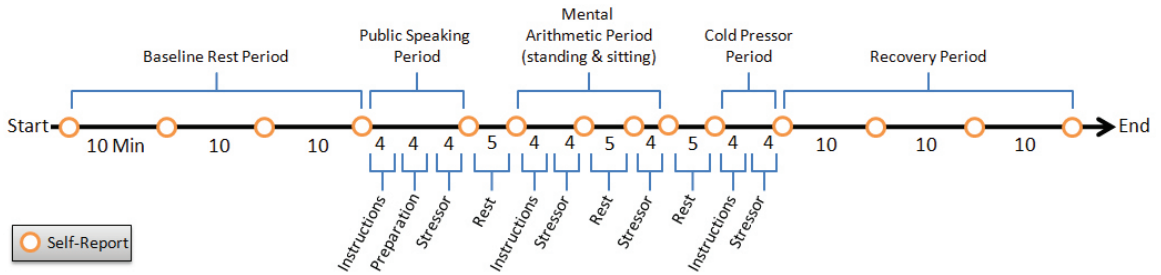 Mental
Public Speaking Arithmetic Period Cold Pressor
Baseline Rest Period Period (standing & sitting) Period Recovery Period
Start End
10 Min 10 10 4 4 4 5 4 4 5 4 5 4 4 10 10 10
Instructions
Preparation
Stressor
Rest
Instructions
Stressor
Rest
Stressor
Rest
Instructions
Stressor
Self-Report